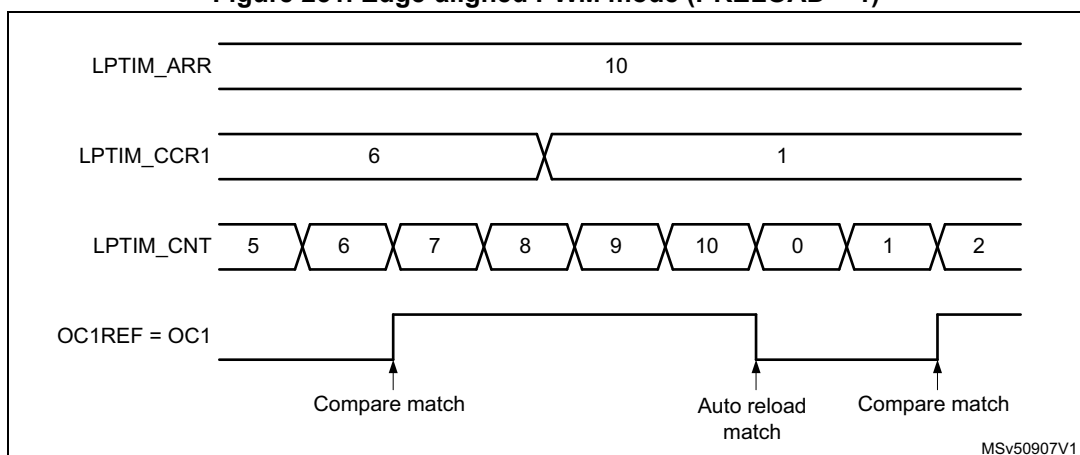 Figure Edge-aligned PWM mode (PRELOAD = 1)
LPTIM_ARR 10
LPTIM_CCR1 6 1
LPTIM_CNT 5 6 7 8 9 10 0 1 2
OC1REF = OC1
Compare match Auto reload Compare match
match
MSv50907V1